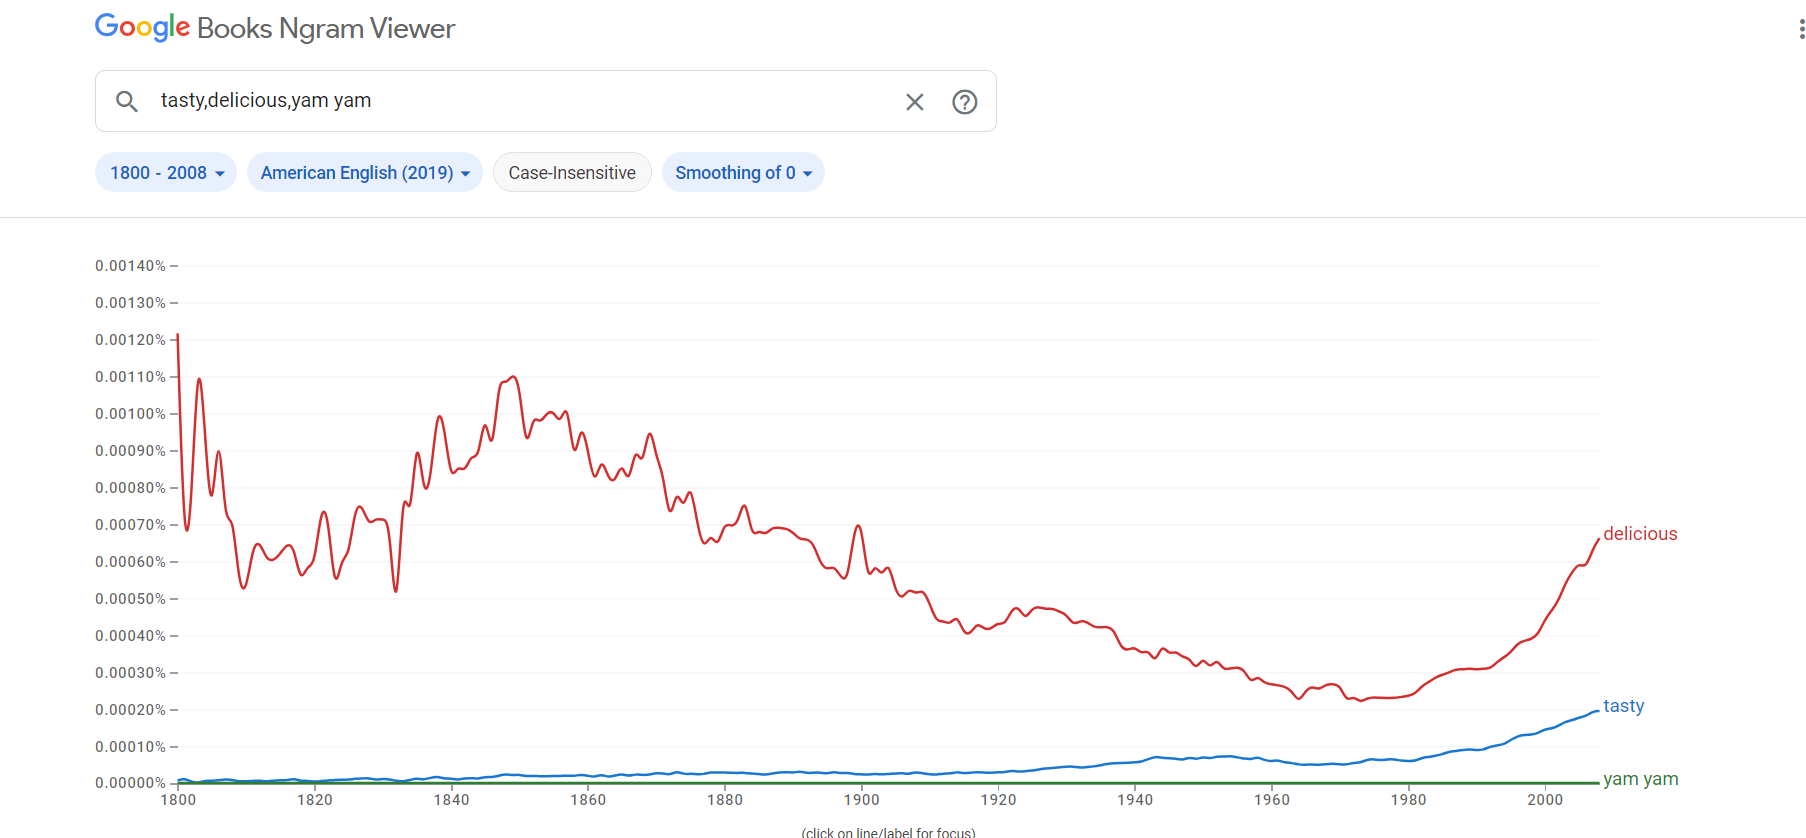 Google Books Ngram Viewer
tasty,delicious,yam yam
1800 - 2008
American English (2019)
Case-Insensitive
Smoothing of 0
0.00140%
0.00130%
0.00120%
0.00110%
0.00100%
0.00090%
0.00080%
0.00070%
0.00060%
0.00050%
0.00040%
0.00030%
0.00020%
0.00010%
0.00000%
delicious
tasty
yam yam
1800 1820 1840 1860 1880 1900 1920 1940 1960 1980 2000
(click on line/label for focus)